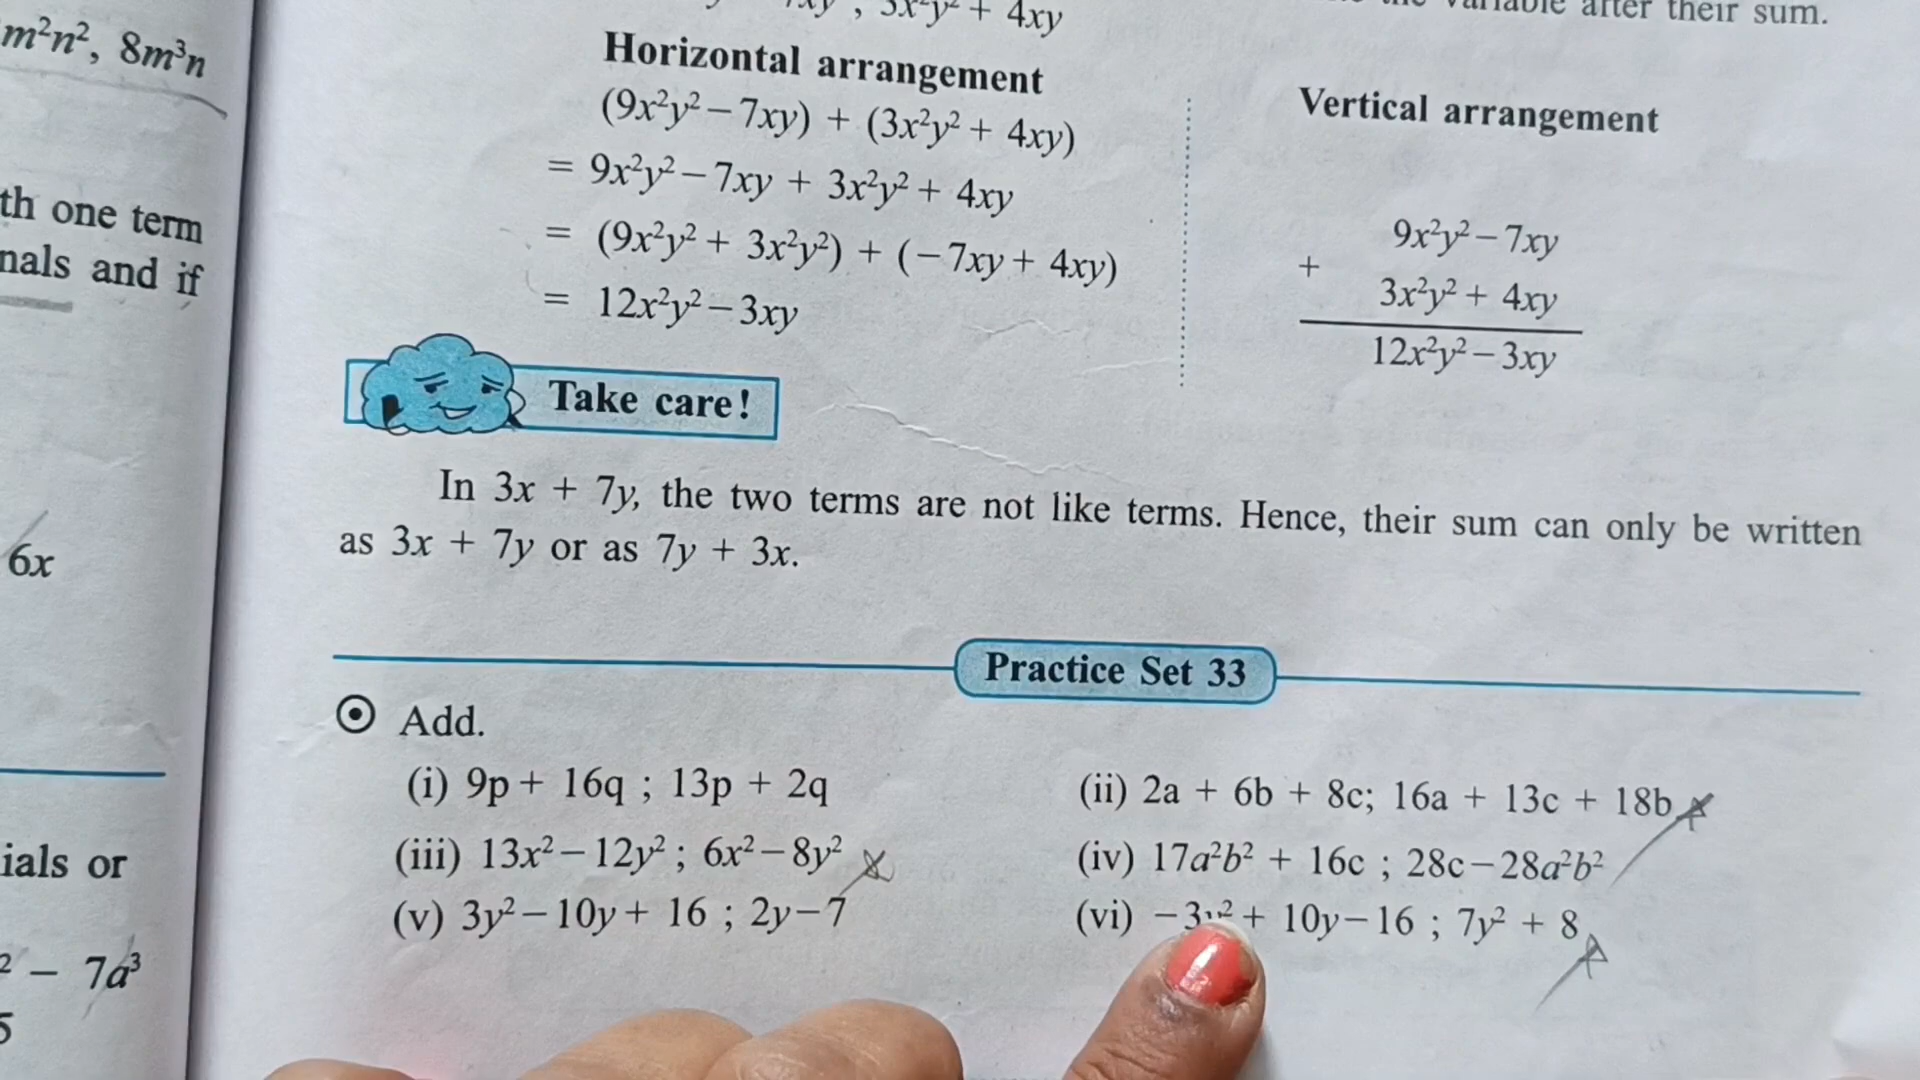 m²n², 8m³n
th one term
nals and if
6x
ials or
² – 7a³
5
3x²y² + 4xy
variable after their sum.
Horizontal arrangement
(9x²y² – 7xy) + (3x²y² + 4xy)
= 9x²y² – 7xy + 3x²y² + 4xy
= (9x²y² + 3x²y²) + (– 7xy + 4xy)
= 12x²y² – 3xy
Vertical arrangement
9x²y² – 7xy
+
3x²y² + 4xy
12x²y² – 3xy
Take care!
In 3x + 7y, the two terms are not like terms. Hence, their sum can only be written
as 3x + 7y or as 7y + 3x.
Practice Set 33
Add.
(i) 9p + 16q ; 13p + 2q
(ii) 2a + 6b + 8c; 16a + 13c + 18b
(iii) 13x² – 12y² ; 6x² – 8y²
(iv) 17a²b² + 16c ; 28c – 28a²b²
(v) 3y² – 10y + 16 ; 2y – 7
(vi) – 3y² + 10y – 16 ; 7y² + 8